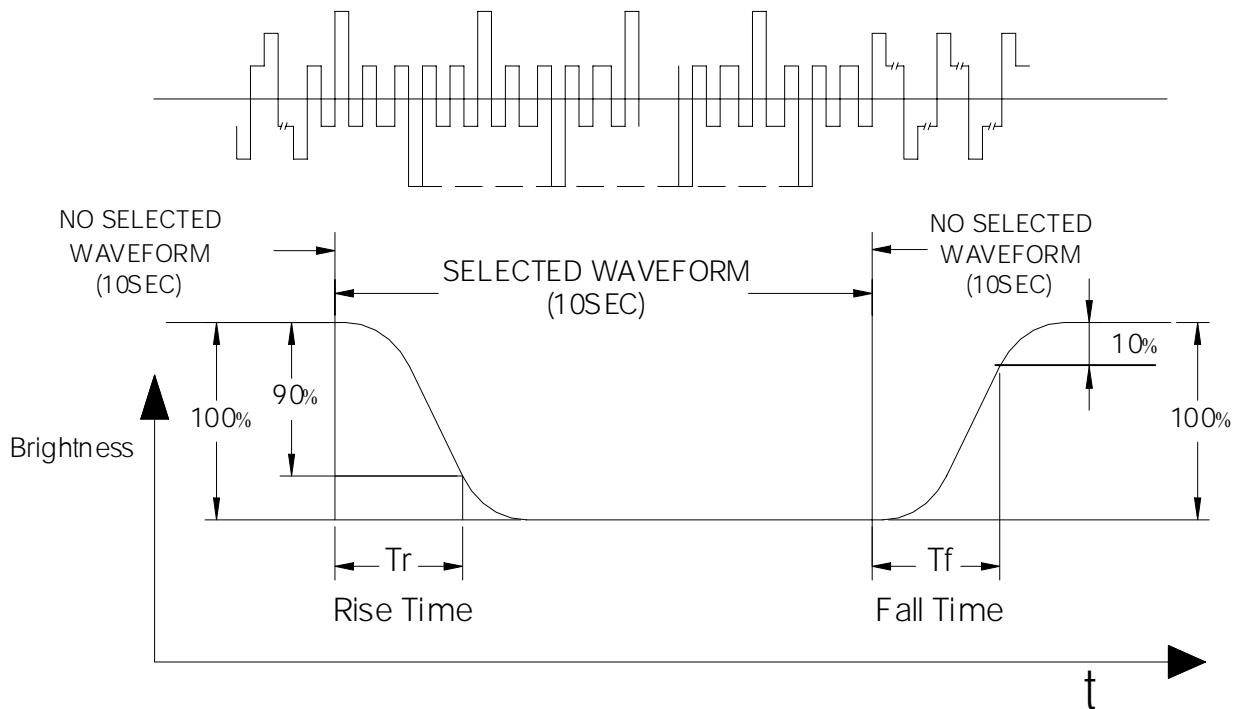 NO SELECTED
WAVEFORM
(10SEC)
SELECTED WAVEFORM
(10SEC)
NO SELECTED
WAVEFORM
(10SEC)
100%
90%
10%
100%
Brightness
Tr
Rise Time
Tf
Fall Time
t